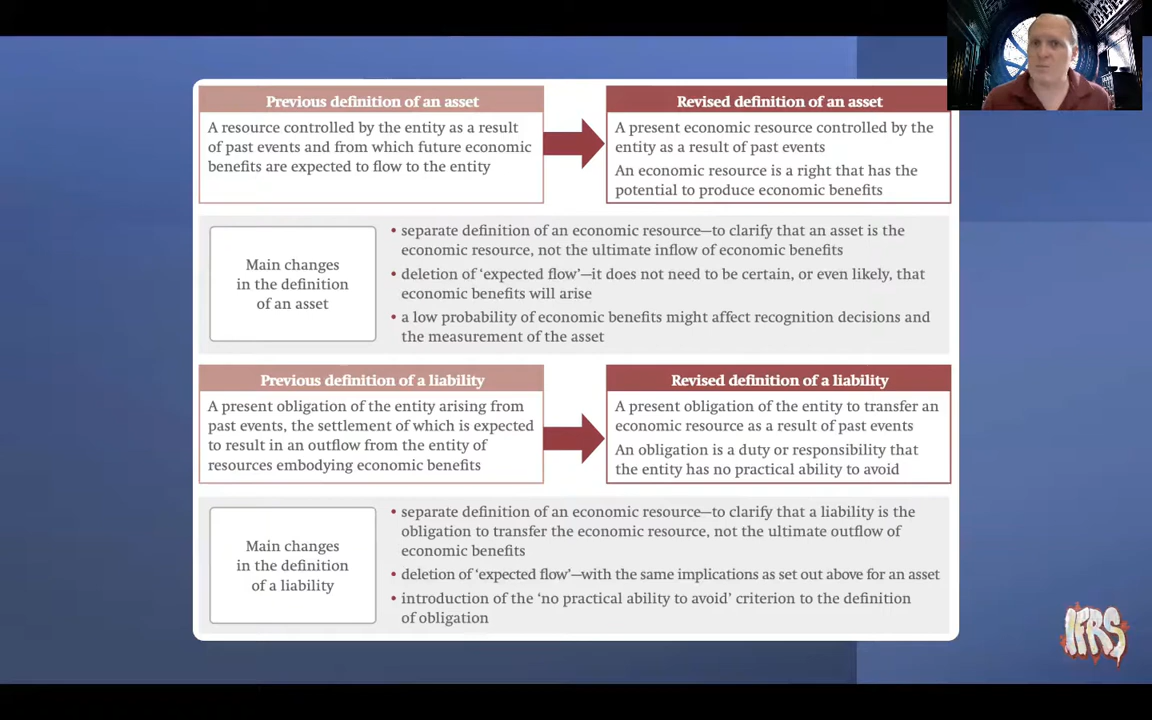 Previous definition of an asset
A resource controlled by the entity as a result
of past events and from which future economic
benefits are expected to flow to the entity
Revised definition of an asset
A present economic resource controlled by the
entity as a result of past events
An economic resource is a right that has the
potential to produce economic benefits
Main changes
in the definition
of an asset
• separate definition of an economic resource—to clarify that an asset is the
economic resource, not the ultimate inflow of economic benefits
• deletion of ‘expected flow’—it does not need to be certain, or even likely, that
economic benefits will arise
• a low probability of economic benefits might affect recognition decisions and
the measurement of the asset
Previous definition of a liability
A present obligation of the entity arising from
past events, the settlement of which is expected
to result in an outflow from the entity of
resources embodying economic benefits
Revised definition of a liability
A present obligation of the entity to transfer an
economic resource as a result of past events
An obligation is a duty or responsibility that
the entity has no practical ability to avoid
Main changes
in the definition
of a liability
• separate definition of an economic resource—to clarify that a liability is the
obligation to transfer the economic resource, not the ultimate outflow of
economic benefits
• deletion of ‘expected flow’—with the same implications as set out above for an asset
• introduction of the ‘no practical ability to avoid’ criterion to the definition
of obligation
IFRS